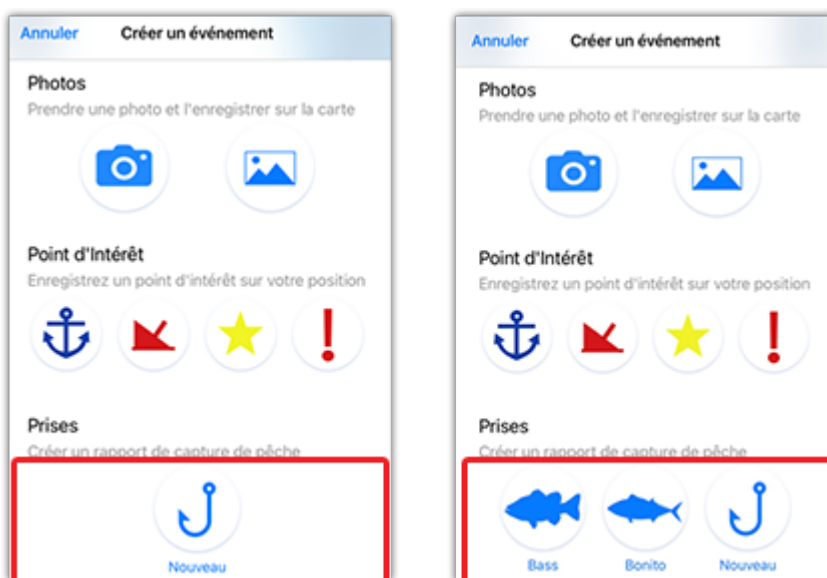 Annuler Créer un événement
Photos
Prendre une photo et l'enregistrer sur la carte
Point d'Intérêt
Enregistrez un point d'intérêt sur votre position
Prises
Créer un rapport de capture de pêche
Nouveau
Annuler Créer un événement
Photos
Prendre une photo et l'enregistrer sur la carte
Point d'Intérêt
Enregistrez un point d'intérêt sur votre position
Prises
Créer un rapport de capture de pêche
Bass Bonito Nouveau